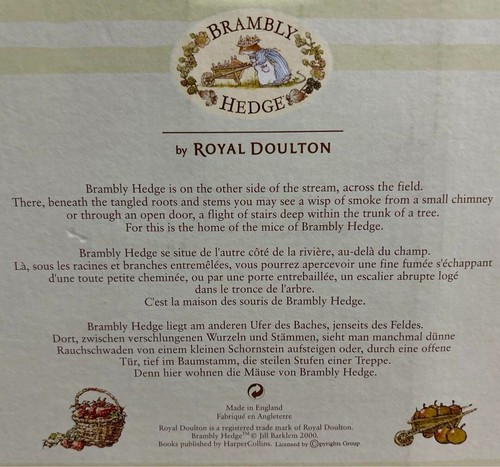 BRAMBLY
HEDGE
by ROYAL DOULTON
Brambly Hedge is on the other side of the stream, across the field.
There, beneath the tangled roots and stems you may see a wisp of smoke from a small chimney
or through an open door, a flight of stairs deep within the trunk of a tree.
For this is the home of the mice of Brambly Hedge.
Brambly Hedge se situe de l'autre côté de la rivière, au-delà du champ.
Là, sous les racines et branches entremêlées, vous pourrez apercevoir une fine fumée s'échappant
d'une toute petite cheminée, ou par une porte entrebaillée, un escalier abrupte logé
dans le tronce de l'arbre.
C'est la maison des souris de Brambly Hedge.
Brambly Hedge liegt am anderen Ufer des Baches, jenseits des Feldes.
Dort, zwischen verschlungenen Wurzeln und Stämmen, sieht man manchmal dünne
Rauchschwaden von einem kleinen Schornstein aufsteigen oder, durch eine offene
Tür, tief im Baumstamm, die steilen Stufen einer Treppe.
Denn hier wohnen die Mäuse von Brambly Hedge.
Made in England
Fabriqué en Angleterre
Royal Doulton is a registered trade mark of Royal Doulton.
Brambly Hedge™ © Jill Barklem 2000.
Books published by HarperCollins. Licensed by ©opyrights Group